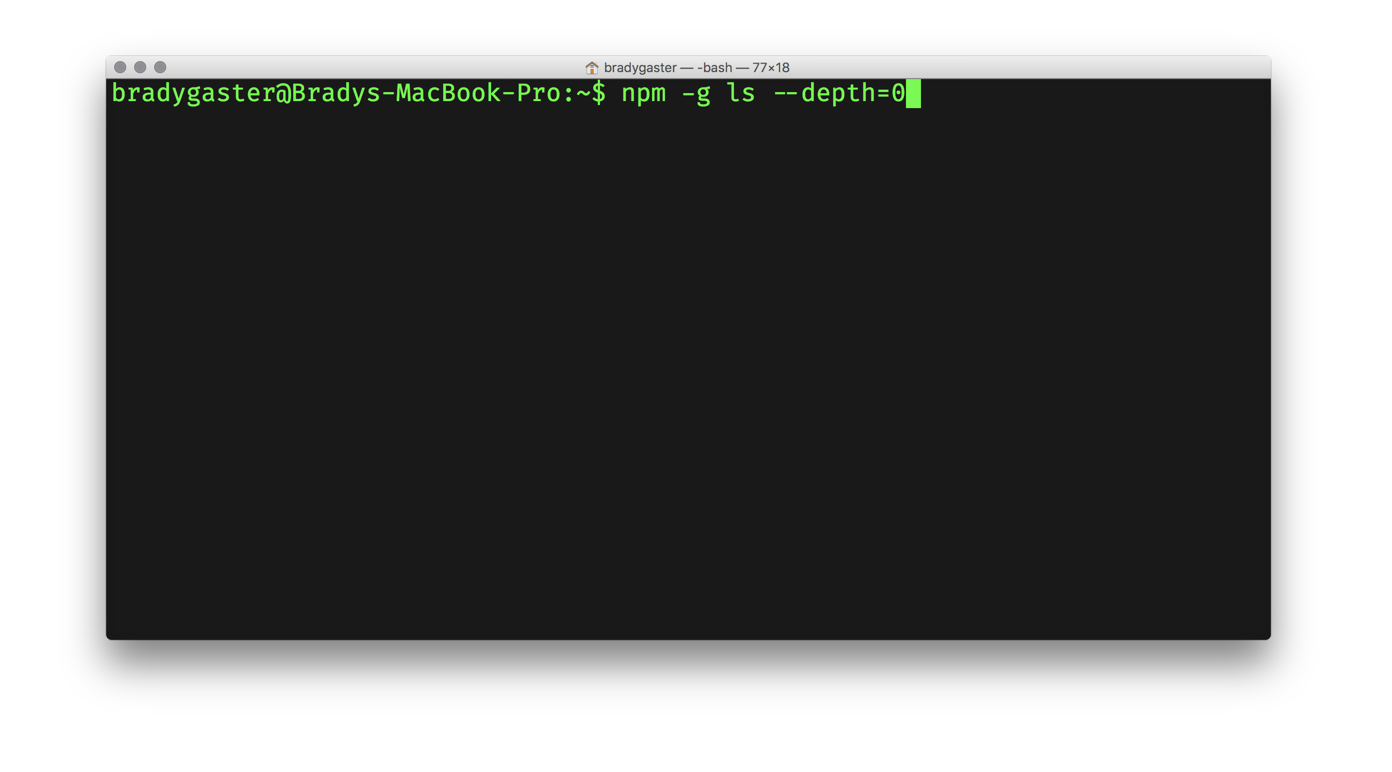 bradygaster — -bash — 77×18
bradygaster@Bradys-MacBook-Pro:~$ npm -g ls --depth=0